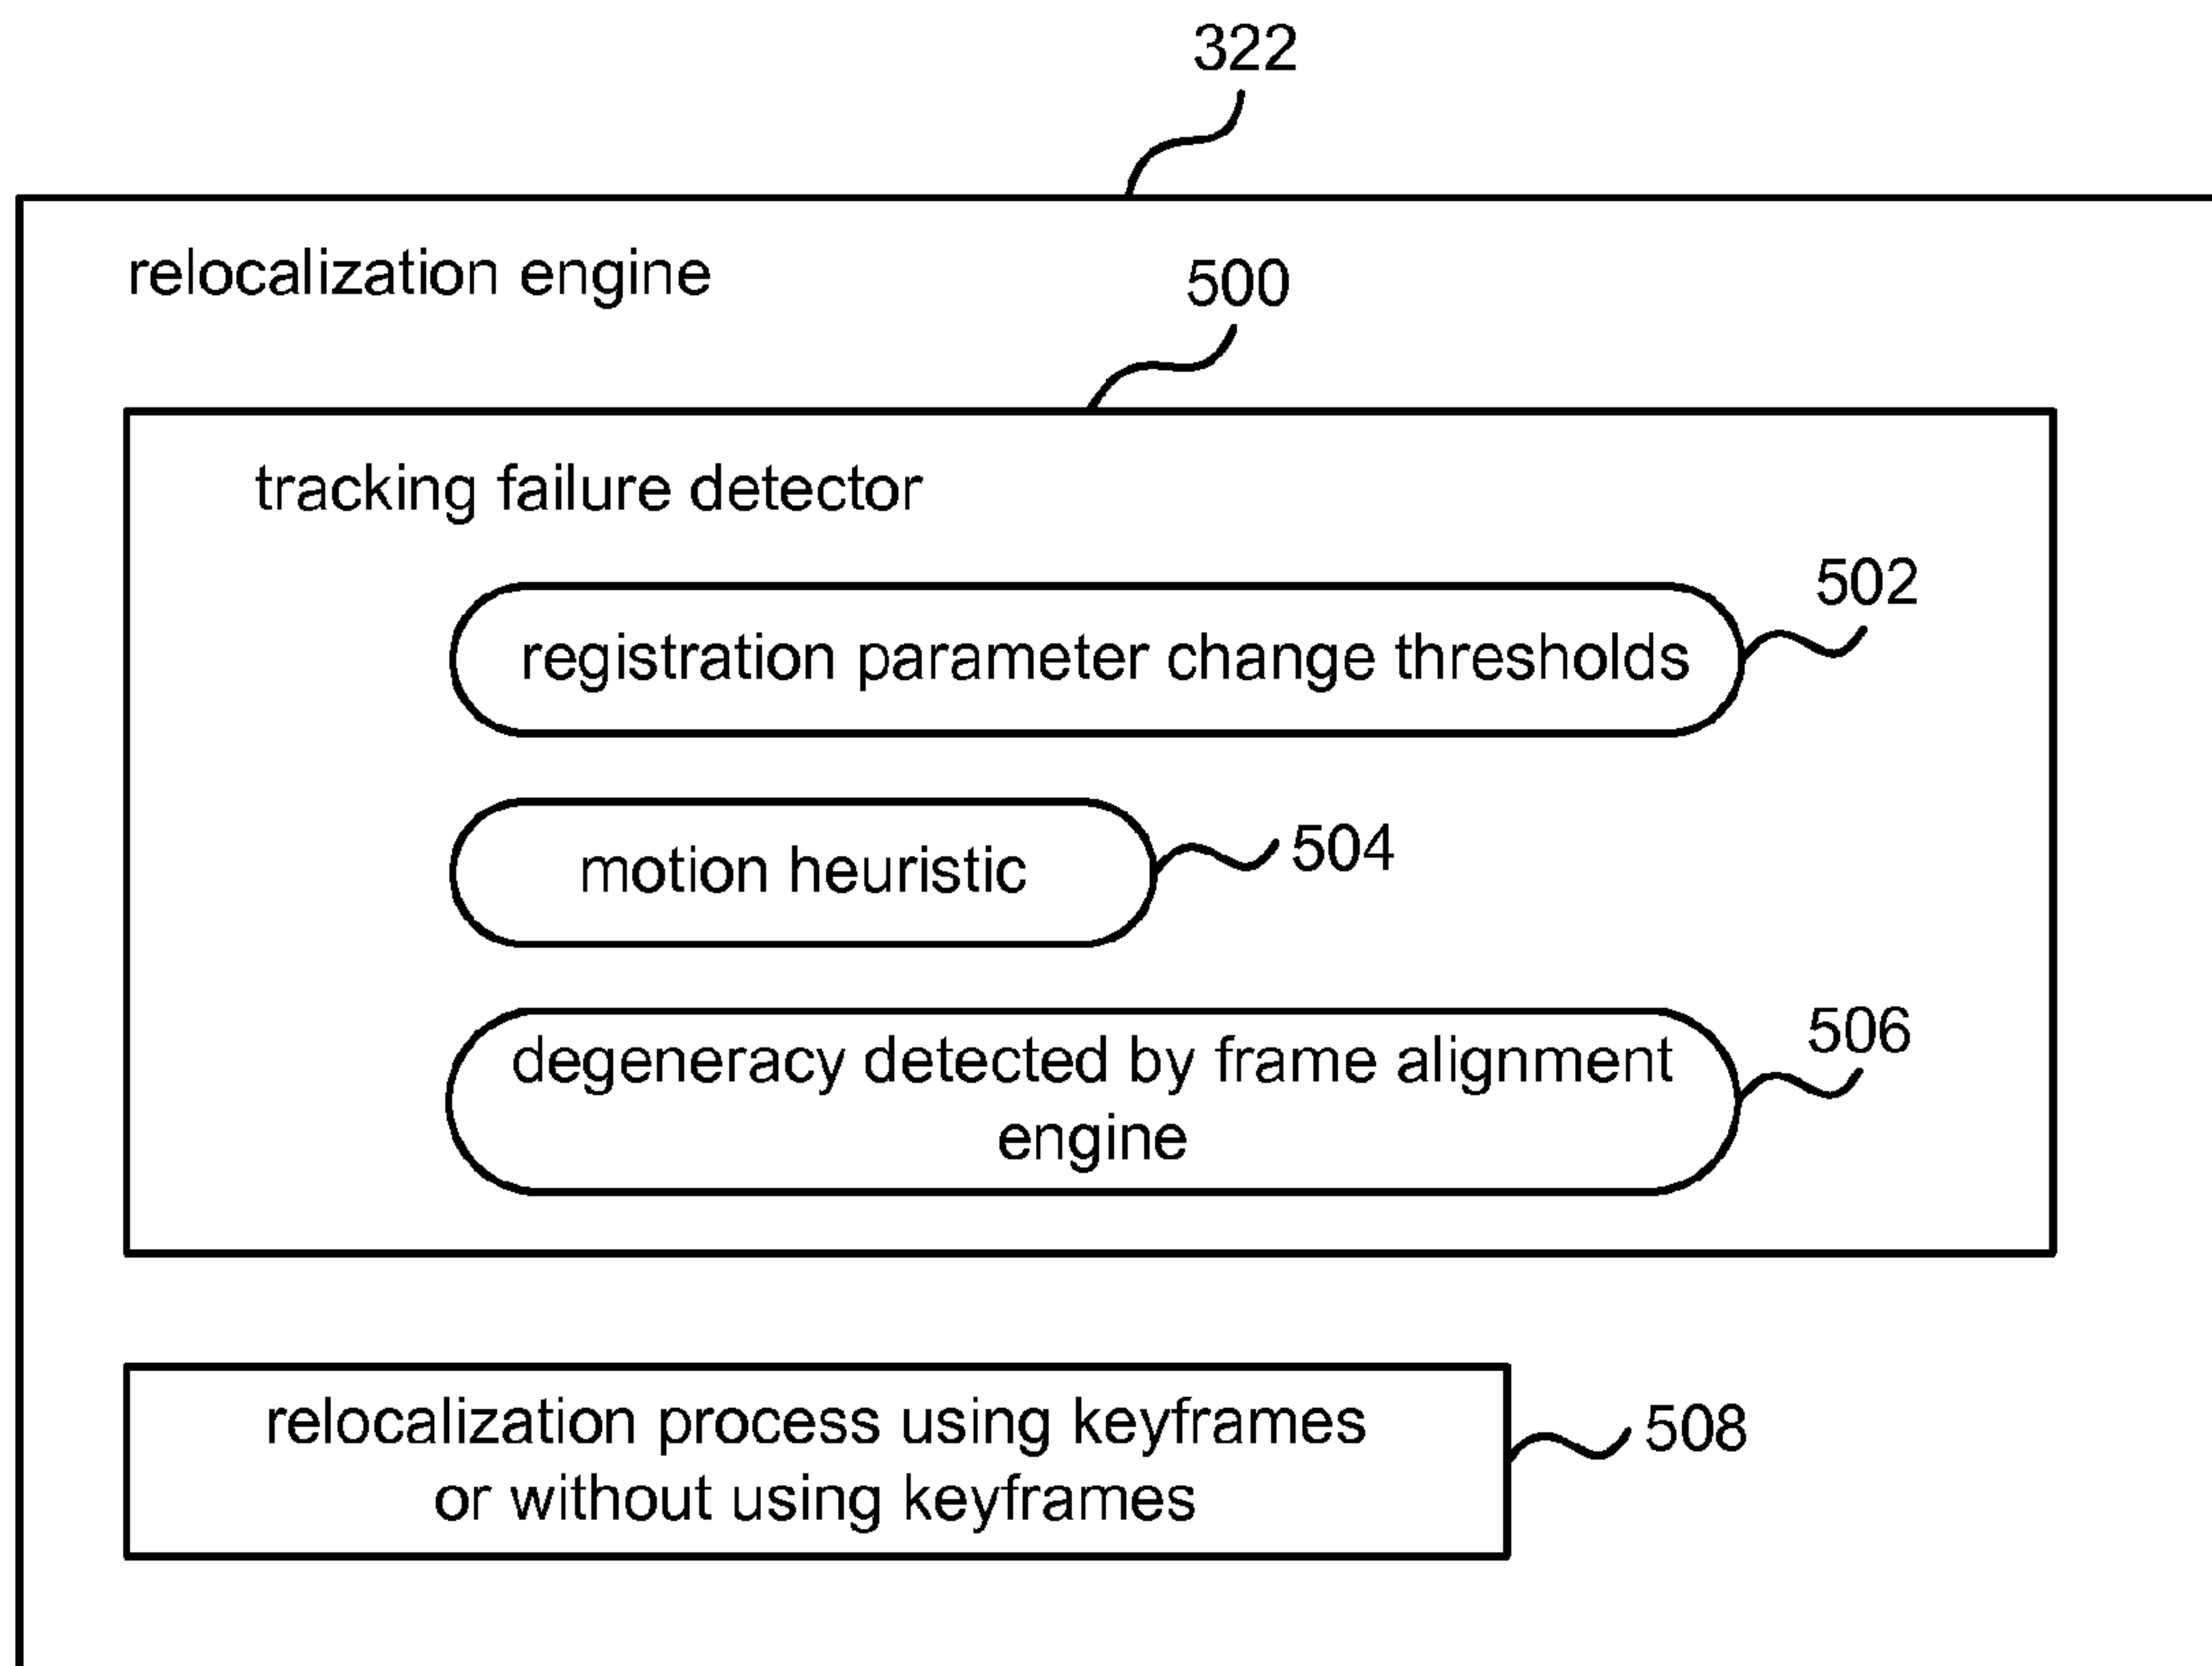 322
relocalization engine
500
tracking failure detector
502
registration parameter change thresholds
motion heuristic
504
506
degeneracy detected by frame alignment
engine
relocalization process using keyframes
or without using keyframes
508